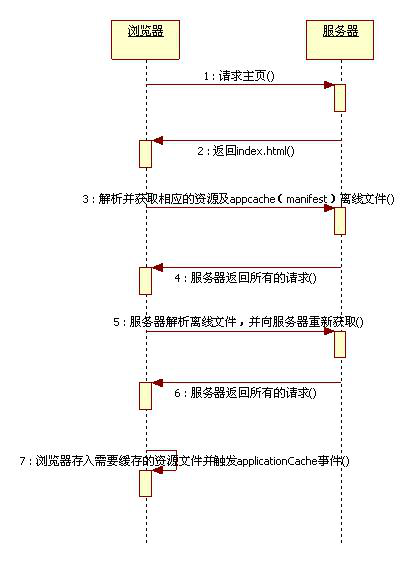 浏览器
服务器
1 : 请求主页()
2 : 返回index.html()
3 : 解析并获取相应的资源及appcache（manifest）离线文件()
4 : 服务器返回所有的请求()
5 : 服务器解析离线文件，并向服务器重新获取()
6 : 服务器返回所有的请求()
7 : 浏览器存入需要缓存的资源文件并触发applicationCache事件()